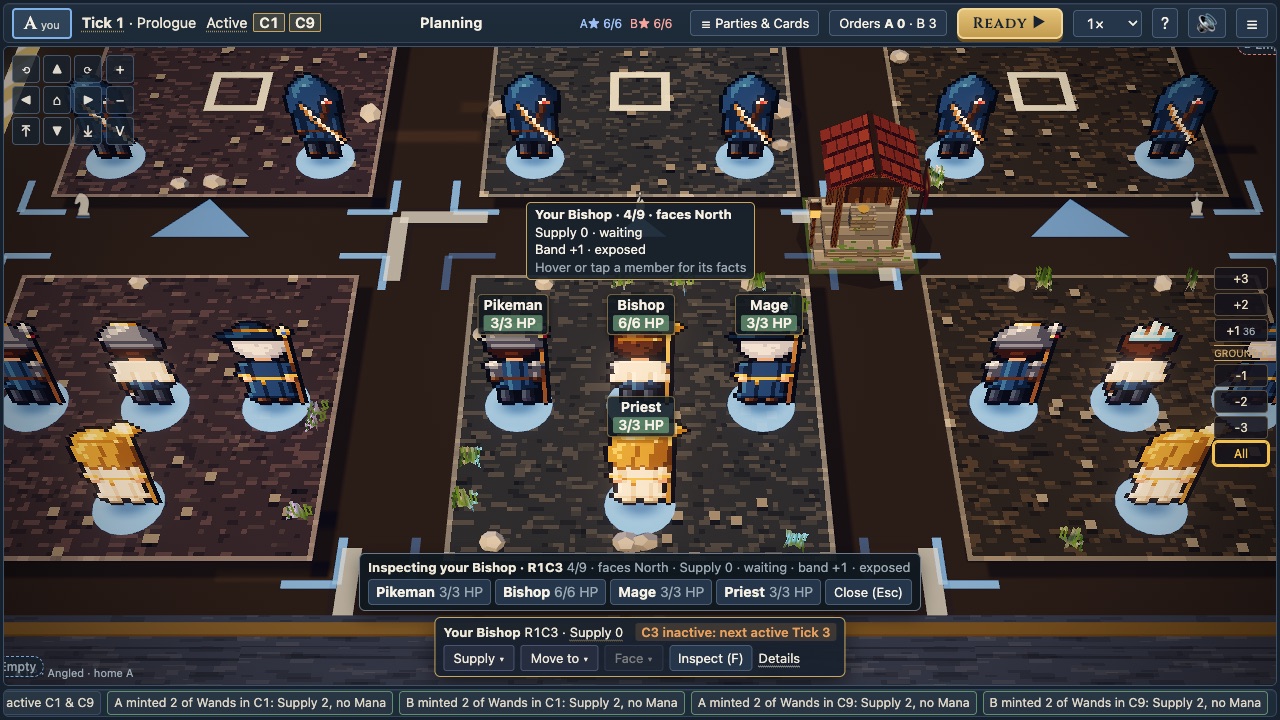 A you Tick 1 · Prologue Active C1 C9 Planning A★ 6/6 B★ 6/6 ≡ Parties & Cards Orders A 0 · B 3 READY ▶ 1× ? ≡
+
−
V
Your Bishop · 4/9 · faces North
Supply 0 · waiting
Band +1 · exposed
Hover or tap a member for its facts
+3
+2
+1 36
GROUN
-1
-2
-3
All
Pikeman Bishop Mage
3/3 HP 6/6 HP 3/3 HP
Priest
3/3 HP
Inspecting your Bishop · R1C3 4/9 · faces North · Supply 0 · waiting · band +1 · exposed
Pikeman 3/3 HP Bishop 6/6 HP Mage 3/3 HP Priest 3/3 HP Close (Esc)
Your Bishop R1C3 · Supply 0 C3 inactive: next active Tick 3
Supply ▾ Move to ▾ Face ▾ Inspect (F) Details
Empty
Angled · home A
active C1 & C9 A minted 2 of Wands in C1: Supply 2, no Mana B minted 2 of Wands in C1: Supply 2, no Mana A minted 2 of Wands in C9: Supply 2, no Mana B minted 2 of Wands in C9: Supply 2, no Mana